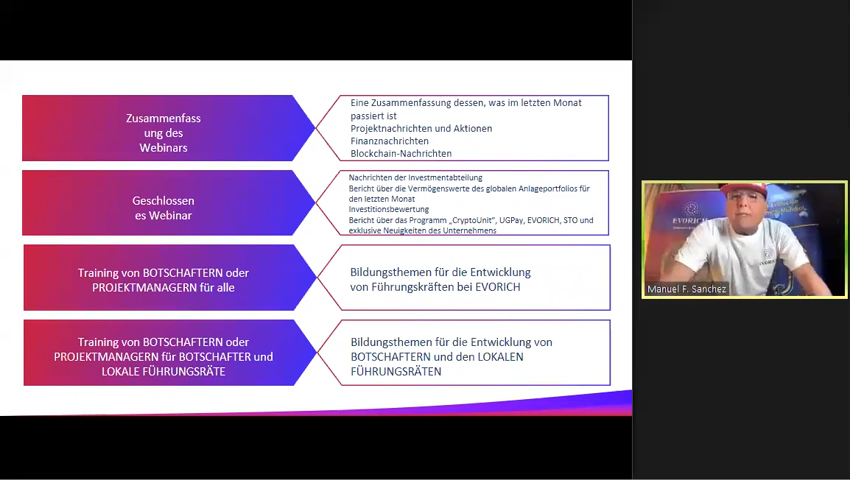 Zusammenfass
ung des
Webinars
Eine Zusammenfassung dessen, was im letzten Monat
passiert ist
Projektnachrichten und Aktionen
Finanznachrichten
Blockchain-Nachrichten
Geschlossen
es Webinar
Nachrichten der Investmentabteilung
Bericht über die Vermögenswerte des globalen Anlageportfolios für
den letzten Monat
Investitionsbewertung
Bericht über das Programm „CryptoUnit", UGPay, EVORICH, STO und
exklusive Neuigkeiten des Unternehmens
Training von BOTSCHAFTERN oder
PROJEKTMANAGERN für alle
Bildungsthemen für die Entwicklung
von Führungskräften bei EVORICH
Training von BOTSCHAFTERN oder
PROJEKTMANAGERN für BOTSCHAFTER und
LOKALE FÜHRUNGSRÄTE
Bildungsthemen für die Entwicklung von
BOTSCHAFTERN und den LOKALEN
FÜHRUNGSRÄTEN
EVORICH
Manuel F. Sanchez